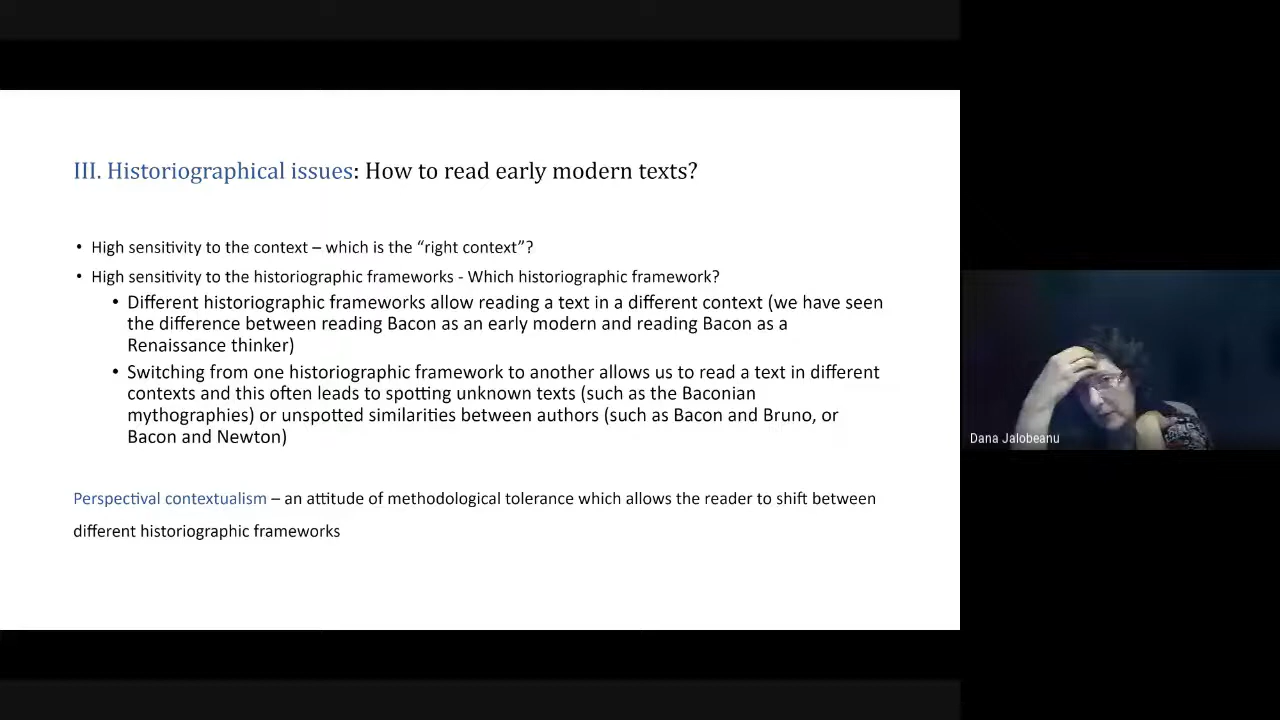 III. Historiographical issues: How to read early modern texts?
• High sensitivity to the context – which is the “right context”?
• High sensitivity to the historiographic frameworks - Which historiographic framework?
• Different historiographic frameworks allow reading a text in a different context (we have seen
the difference between reading Bacon as an early modern and reading Bacon as a
Renaissance thinker)
• Switching from one historiographic framework to another allows us to read a text in different
contexts and this often leads to spotting unknown texts (such as the Baconian
mythographies) or unspotted similarities between authors (such as Bacon and Bruno, or
Bacon and Newton)
Perspectival contextualism – an attitude of methodological tolerance which allows the reader to shift between
different historiographic frameworks
Dana Jalobeanu